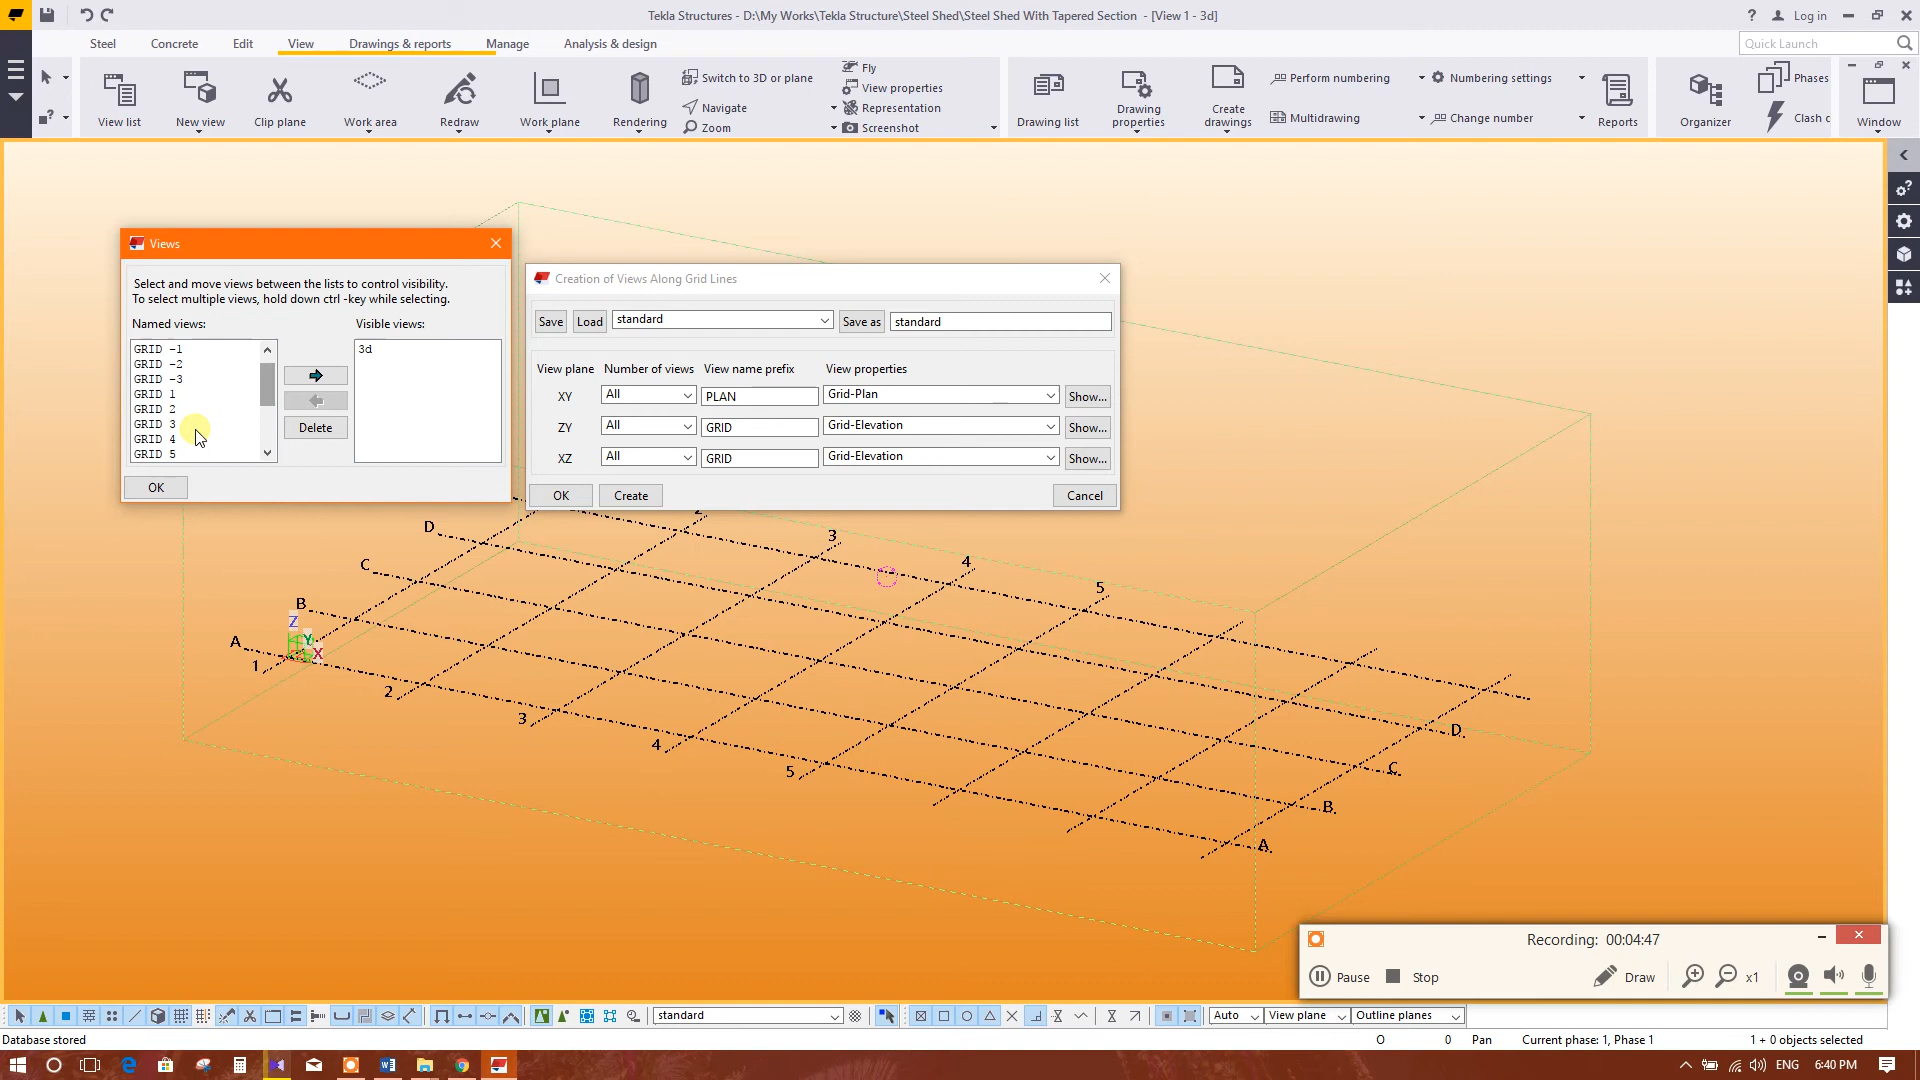 Tekla Structures - D:\My Works\Tekla Structure\Steel Shed\Steel Shed With Tapered Section - [View 1 - 3d]
? Log in
Steel Concrete Edit View Drawings & reports Manage Analysis & design
Quick Launch
View list
New view
Clip plane
Work area
Redraw
Work plane
Rendering
Switch to 3D or plane
Navigate
Zoom
Fly
View properties
Representation
Screenshot
Drawing list
Drawing properties
Create drawings
Perform numbering
Multidrawing
Numbering settings
Change number
Reports
Organizer
Phases
Clash c
Window
Views
Select and move views between the lists to control visibility.
To select multiple views, hold down ctrl -key while selecting.
Named views: Visible views:
GRID -1
GRID -2
GRID -3
GRID 1
GRID 2
GRID 3
GRID 4
GRID 5
3d
Delete
OK
Creation of Views Along Grid Lines
Save Load standard Save as standard
View plane Number of views View name prefix View properties
XY All PLAN Grid-Plan Show...
ZY All GRID Grid-Elevation Show...
XZ All GRID Grid-Elevation Show...
OK Create Cancel
2
D 3
C 4
5
B
Z
A Y
1 X
2
3
4
5
D
C
B
A
Recording: 00:04:47
Pause Stop Draw x1
standard Auto View plane Outline planes
Database stored O 0 Pan Current phase: 1, Phase 1 1 + 0 objects selected
ENG 6:40 PM